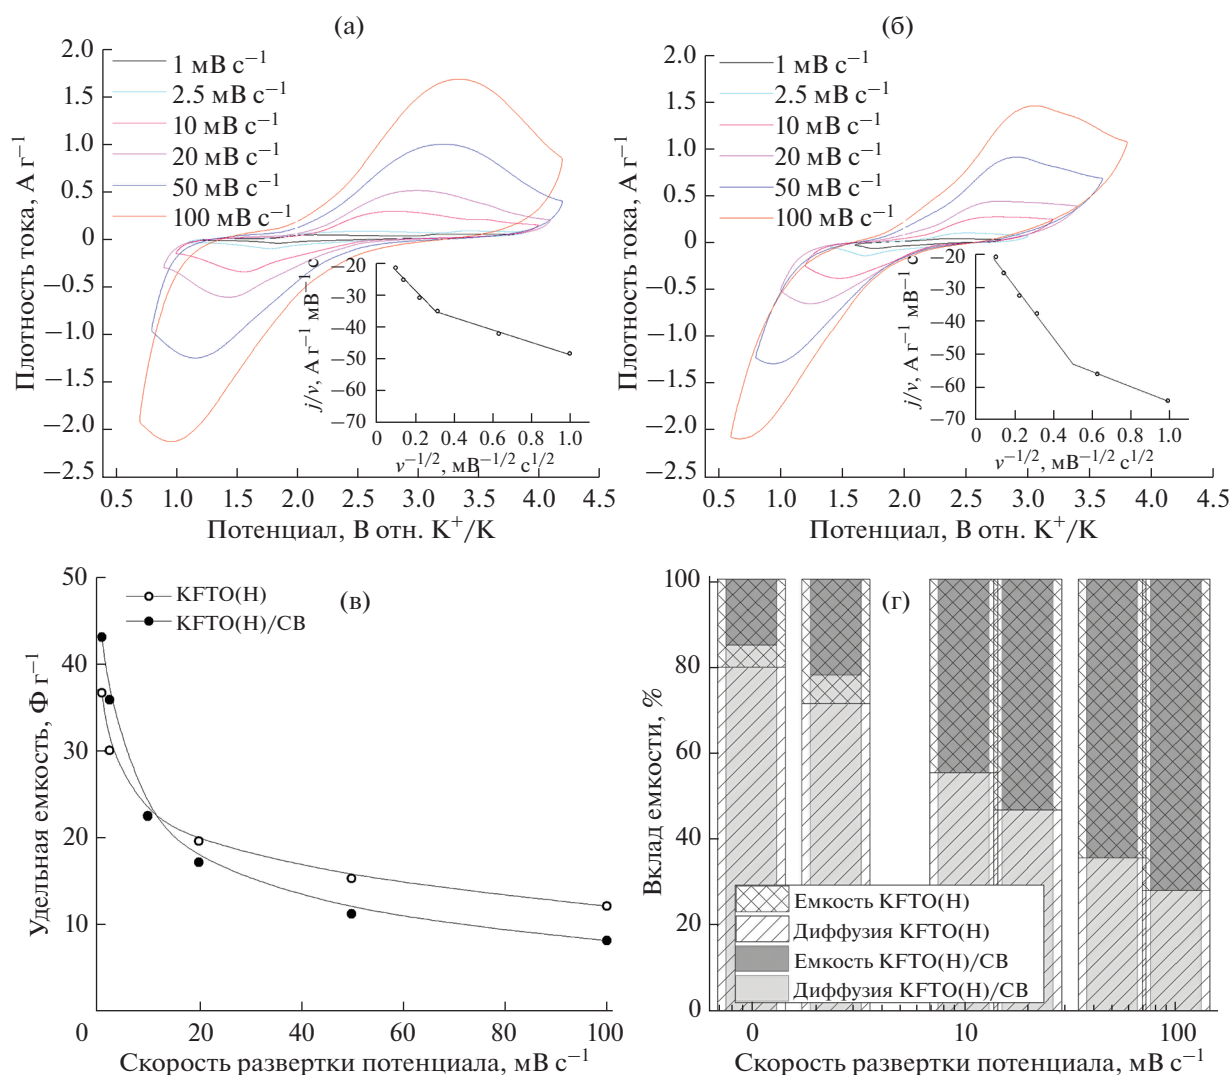 (а)
2.0
1.5
1.0
0.5
0
−0.5
−1.0
−1.5
−2.0
−2.5
Плотность тока, А г−1
1 мВ с−1
2.5 мВ с−1
10 мВ с−1
20 мВ с−1
50 мВ с−1
100 мВ с−1
j/v, А г−1 мВ−1 с
−20
−30
−40
−50
−60
−70
0 0.2 0.4 0.6 0.8 1.0
v−1/2, мВ−1/2 с1/2
0.5 1.0 1.5 2.0 2.5 3.0 3.5 4.0 4.5
Потенциал, В отн. K+/K
(б)
2.0
1.5
1.0
0.5
0
−0.5
−1.0
−1.5
−2.0
−2.5
Плотность тока, А г−1
1 мВ с−1
2.5 мВ с−1
10 мВ с−1
20 мВ с−1
50 мВ с−1
100 мВ с−1
j/v, А г−1 мВ−1 с
−20
−30
−40
−50
−60
−70
0 0.2 0.4 0.6 0.8 1.0
v−1/2, мВ−1/2 с1/2
0.5 1.0 1.5 2.0 2.5 3.0 3.5 4.0 4.5
Потенциал, В отн. K+/K
(в)
50
40
30
20
10
Удельная емкость, Ф г−1
KFTO(H)
KFTO(H)/CB
0 20 40 60 80 100
Скорость развертки потенциала, мВ с−1
(г)
100
80
60
40
20
0
Вклад емкости, %
Емкость KFTO(H)
Диффузия KFTO(H)
Емкость KFTO(H)/CB
Диффузия KFTO(H)/CB
0 10 100
Скорость развертки потенциала, мВ с−1